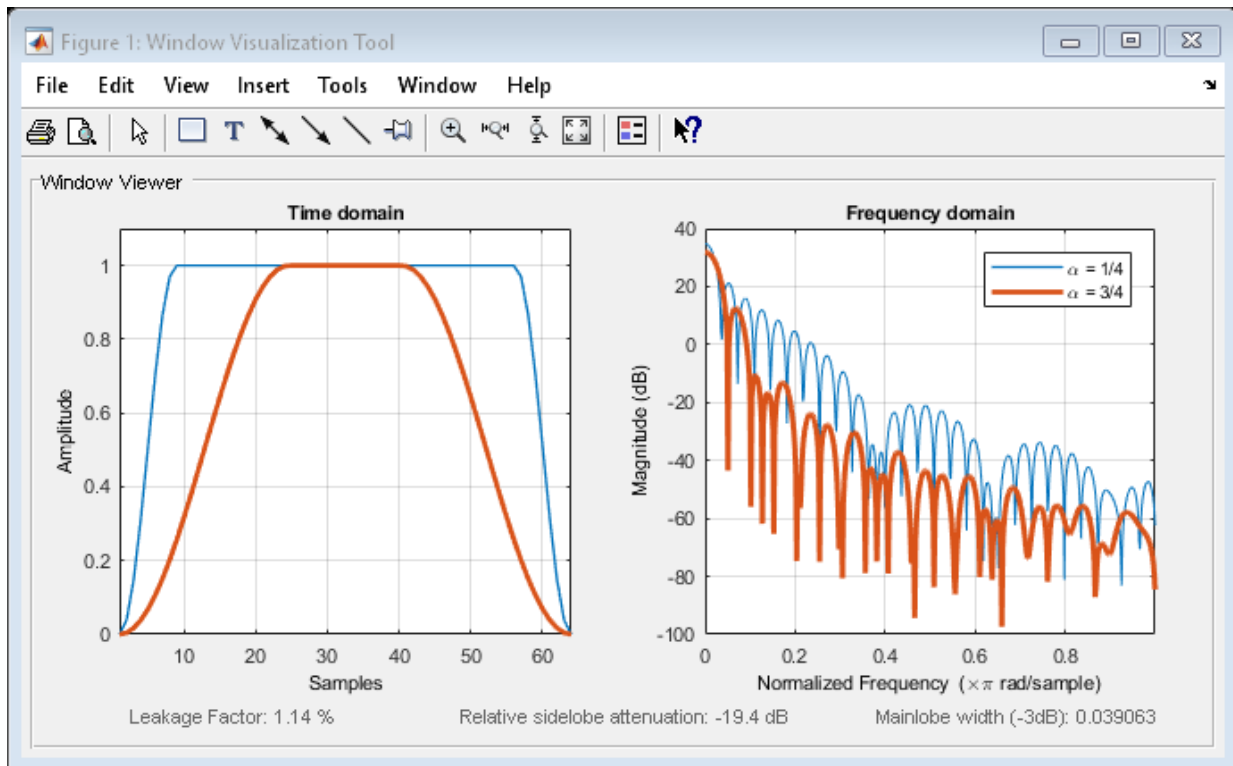 Figure 1: Window Visualization Tool
File Edit View Insert Tools Window Help
T
?
Window Viewer
Time domain
1
0.8
0.6
0.4
0.2
0
Amplitude
10 20 30 40 50 60
Samples
Frequency domain
40
20
0
-20
-40
-60
-80
-100
Magnitude (dB)
α = 1/4
α = 3/4
0 0.2 0.4 0.6 0.8
Normalized Frequency (×π rad/sample)
Leakage Factor: 1.14 % Relative sidelobe attenuation: -19.4 dB Mainlobe width (-3dB): 0.039063